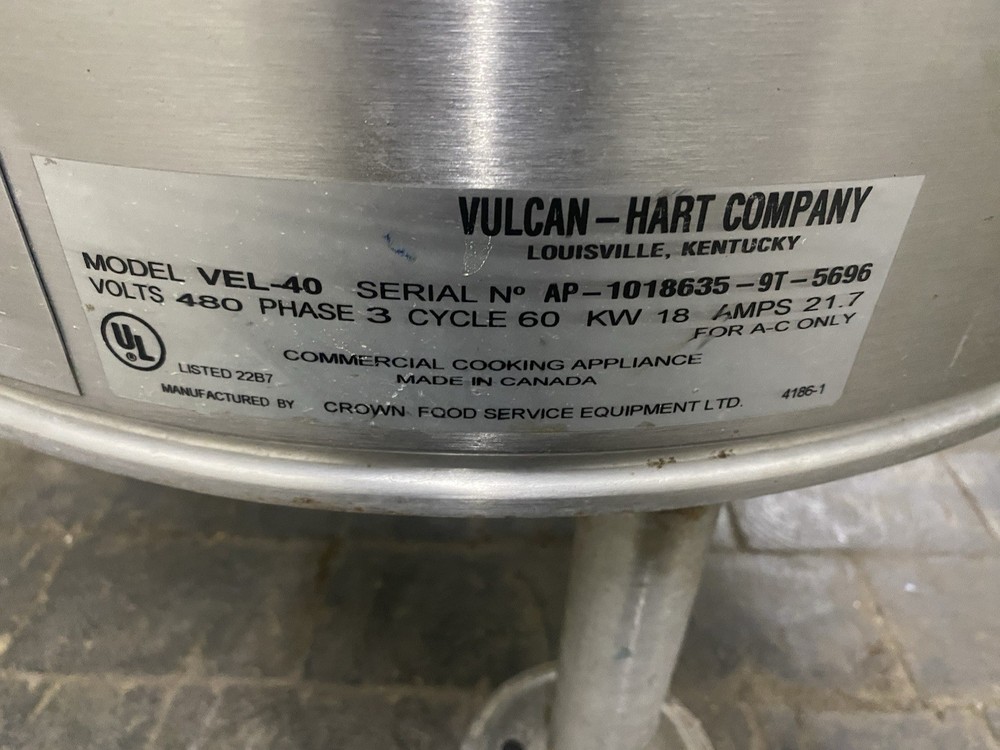 VULCAN-HART COMPANY
LOUISVILLE, KENTUCKY
MODEL VEL-40 SERIAL Nº AP-1018635-9T-5696
VOLTS 480 PHASE 3 CYCLE 60 KW 18 AMPS 21.7
FOR A-C ONLY
UL ®
LISTED 22B7
COMMERCIAL COOKING APPLIANCE
MADE IN CANADA
MANUFACTURED BY CROWN FOOD SERVICE EQUIPMENT LTD. 4186-1